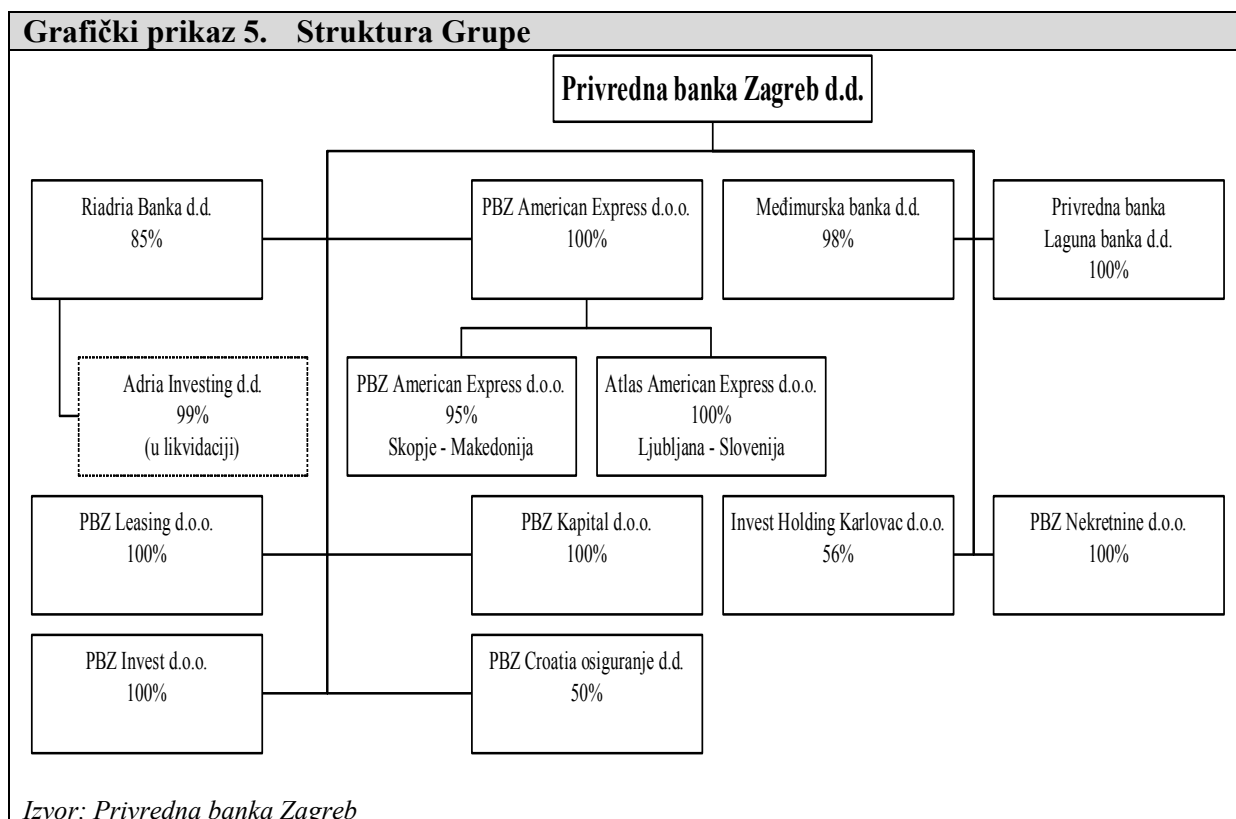 Grafički prikaz 5. Struktura Grupe
Privredna banka Zagreb d.d.
Riadria Banka d.d.
85%
PBZ American Express d.o.o.
100%
Međimurska banka d.d.
98%
Privredna banka
Laguna banka d.d.
100%
Adria Investing d.d.
99%
(u likvidaciji)
PBZ American Express d.o.o.
95%
Skopje - Makedonija
Atlas American Express d.o.o.
100%
Ljubljana - Slovenija
PBZ Leasing d.o.o.
100%
PBZ Kapital d.o.o.
100%
Invest Holding Karlovac d.o.o.
56%
PBZ Nekretnine d.o.o.
100%
PBZ Invest d.o.o.
100%
PBZ Croatia osiguranje d.d.
50%
Izvor: Privredna banka Zagreb